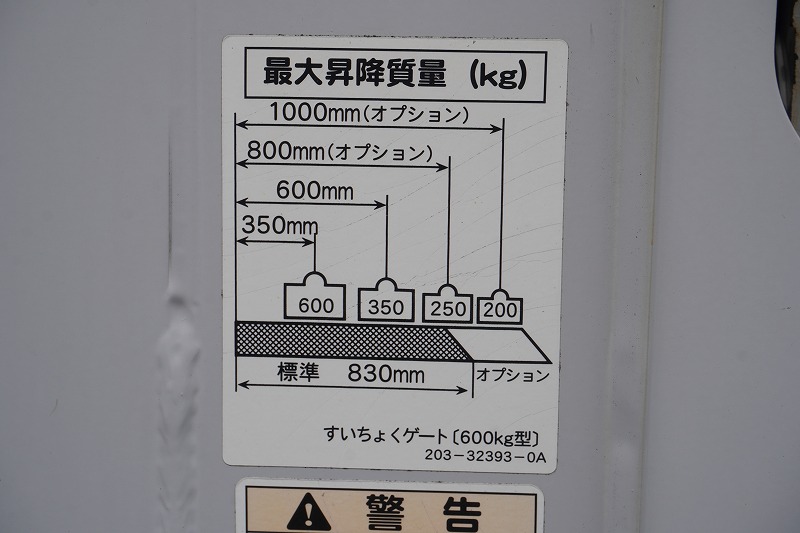 最大昇降質量 (kg)
1000mm(オプション)
800mm(オプション)
600mm
350mm
600 350 250 200
標準 830mm オプション
すいちょくゲート〔600kg型〕
203-32393-0A
警告